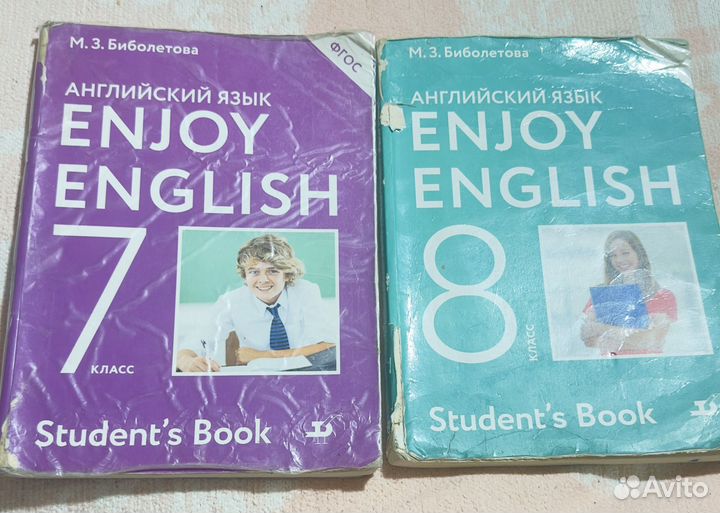 М. З. Биболетова
ФГОС
АНГЛИЙСКИЙ ЯЗЫК
ENJOY
ENGLISH
7
КЛАСС
Student's Book
М. З. Биболетова
АНГЛИЙСКИЙ ЯЗЫК
ENJOY
ENGLISH
8
КЛАСС
Student's Book
Avito